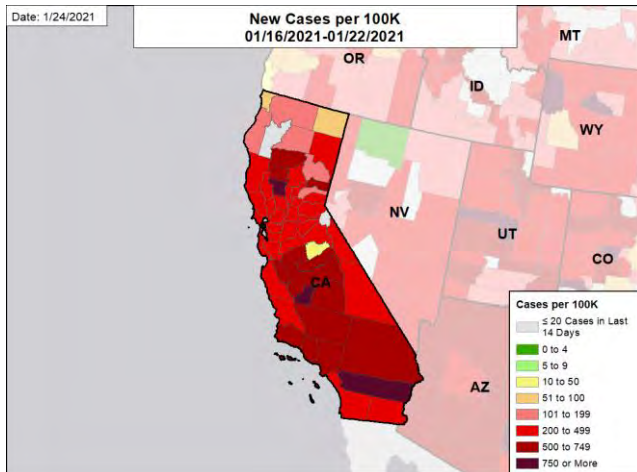 Date: 1/24/2021
New Cases per 100K
01/16/2021-01/22/2021
MT
OR
ID
WY
NV
UT
CO
CA
AZ
Cases per 100K
≤ 20 Cases in Last
14 Days
0 to 4
5 to 9
10 to 50
51 to 100
101 to 199
200 to 499
500 to 749
750 or More